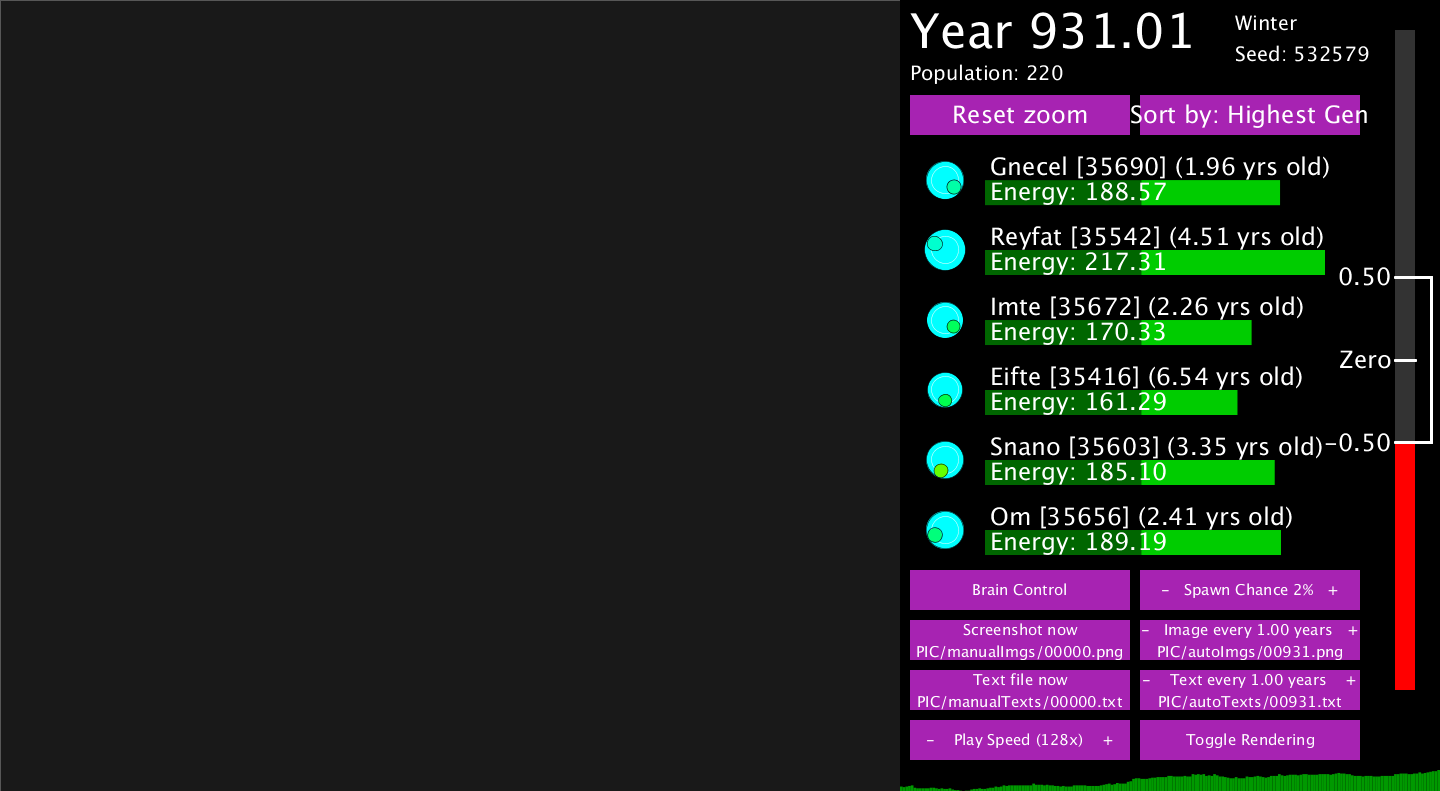 Year 931.01
Winter
Seed: 532579
Population: 220
Reset zoom
Sort by: Highest Gen
Gnecel [35690] (1.96 yrs old)
Energy: 188.57
Reyfat [35542] (4.51 yrs old)
Energy: 217.31
0.50
Imte [35672] (2.26 yrs old)
Energy: 170.33
Zero
Eifte [35416] (6.54 yrs old)
Energy: 161.29
Snano [35603] (3.35 yrs old)
-0.50
Energy: 185.10
Om [35656] (2.41 yrs old)
Energy: 189.19
Brain Control
- Spawn Chance 2% +
Screenshot now
PIC/manualImgs/00000.png
- Image every 1.00 years +
PIC/autoImgs/00931.png
Text file now
PIC/manualTexts/00000.txt
- Text every 1.00 years +
PIC/autoTexts/00931.txt
- Play Speed (128x) +
Toggle Rendering